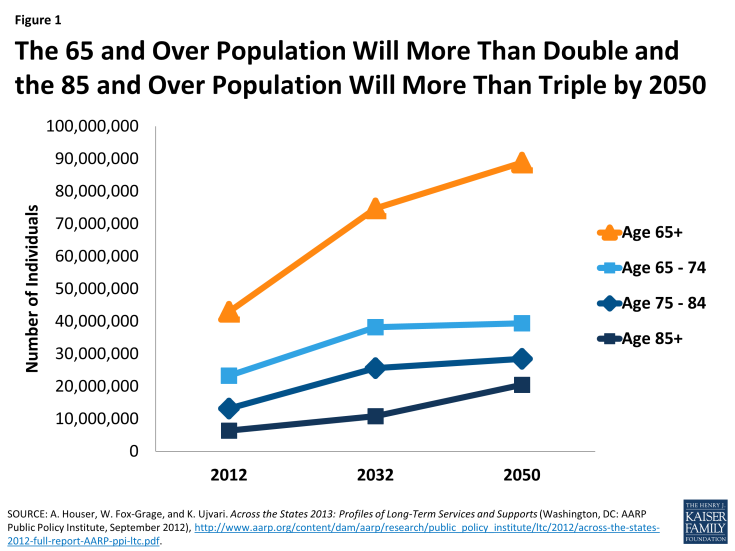 Figure 1
The 65 and Over Population Will More Than Double and
the 85 and Over Population Will More Than Triple by 2050
100,000,000
90,000,000
80,000,000
70,000,000
60,000,000
50,000,000
40,000,000
30,000,000
20,000,000
10,000,000
0
Number of Individuals
2012
2032
2050
Age 65+
Age 65 - 74
Age 75 - 84
Age 85+
SOURCE: A. Houser, W. Fox-Grage, and K. Ujvari. Across the States 2013: Profiles of Long-Term Services and Supports (Washington, DC: AARP
Public Policy Institute, September 2012), http://www.aarp.org/content/dam/aarp/research/public_policy_institute/ltc/2012/across-the-states-
2012-full-report-AARP-ppi-ltc.pdf.
THE HENRY J.
KAISER
FAMILY
FOUNDATION